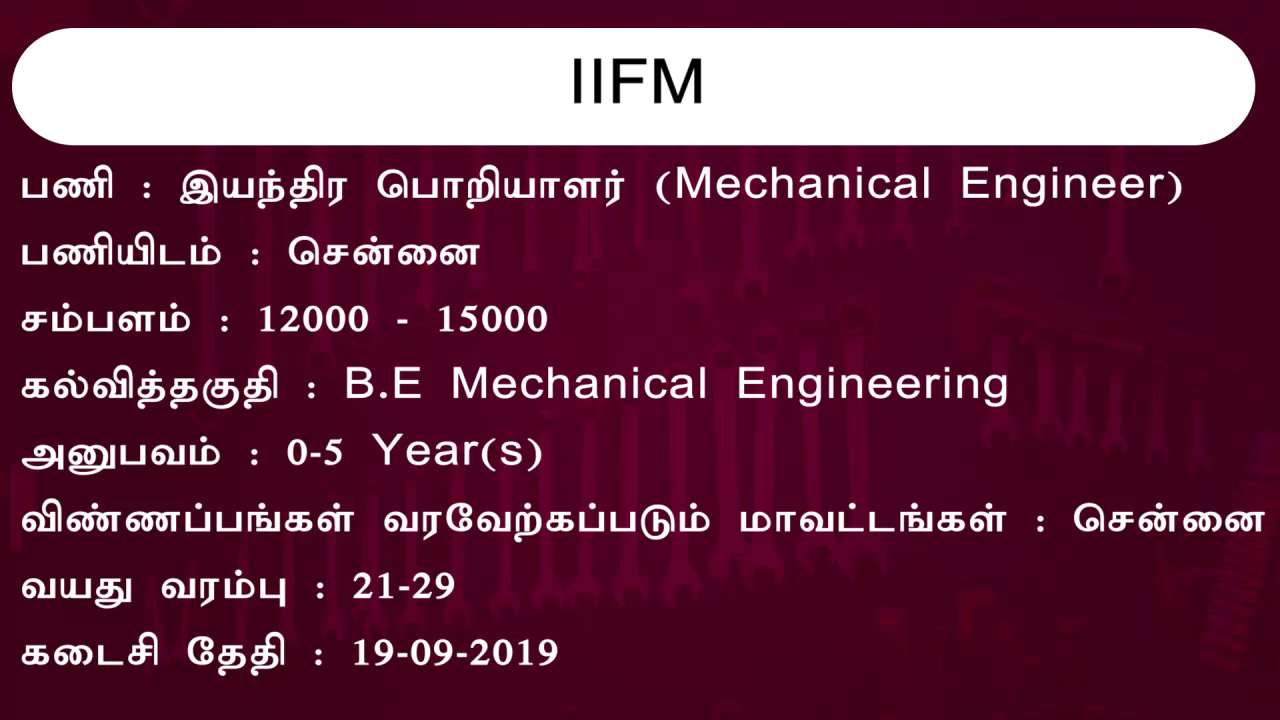 IIFM
பணி : இயந்திர பொறியாளர் (Mechanical Engineer)
பணியிடம் : சென்னை
சம்பளம் : 12000 - 15000
கல்வித்தகுதி : B.E Mechanical Engineering
அனுபவம் : 0-5 Year(s)
விண்ணப்பங்கள் வரவேற்கப்படும் மாவட்டங்கள் : சென்னை
வயது வரம்பு : 21-29
கடைசி தேதி : 19-09-2019